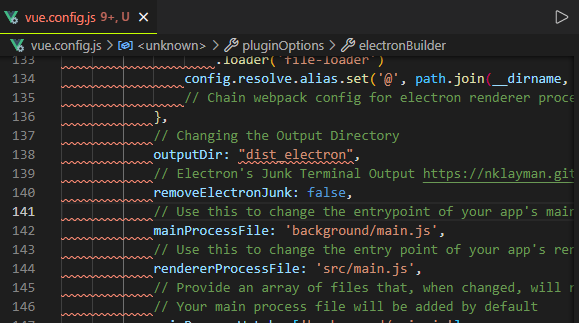 vue.config.js 9+, U
vue.config.js > <unknown> > pluginOptions > electronBuilder
133 .loader('file-loader')
134 config.resolve.alias.set('@', path.join(__dirname,
135 // Chain webpack config for electron renderer proce
136 },
137 // Changing the Output Directory
138 outputDir: "dist_electron",
139 // Electron's Junk Terminal Output https://nklayman.git
140 removeElectronJunk: false,
141 // Use this to change the entrypoint of your app's main
142 mainProcessFile: 'background/main.js',
143 // Use this to change the entry point of your app's ren
144 rendererProcessFile: 'src/main.js',
145 // Provide an array of files that, when changed, will r
146 // Your main process file will be added by default